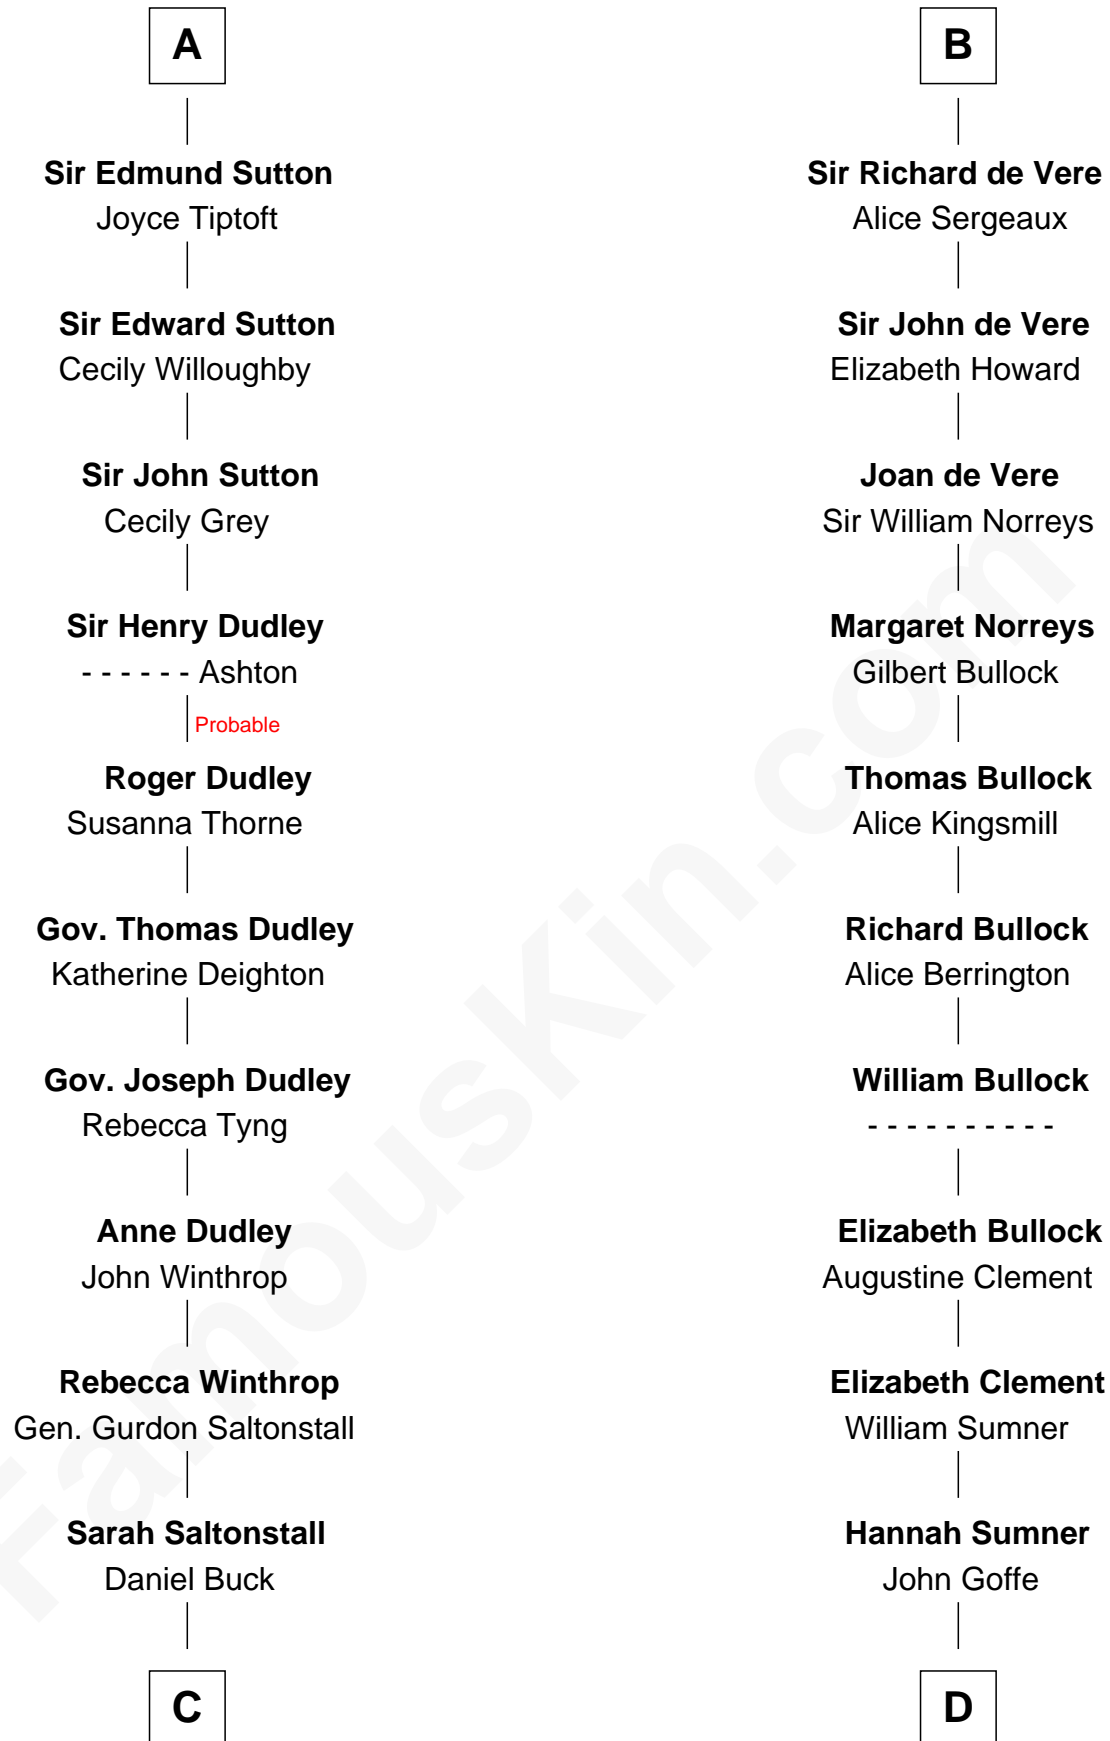 A
Sir Edmund Sutton
Joyce Tiptoft
Sir Edward Sutton
Cecily Willoughby
Sir John Sutton
Cecily Grey
Sir Henry Dudley
- - - - - - Ashton
Probable
Roger Dudley
Susanna Thorne
Gov. Thomas Dudley
Katherine Deighton
Gov. Joseph Dudley
Rebecca Tyng
Anne Dudley
John Winthrop
Rebecca Winthrop
Gen. Gurdon Saltonstall
Sarah Saltonstall
Daniel Buck
C
B
Sir Richard de Vere
Alice Sergeaux
Sir John de Vere
Elizabeth Howard
Joan de Vere
Sir William Norreys
Margaret Norreys
Gilbert Bullock
Thomas Bullock
Alice Kingsmill
Richard Bullock
Alice Berrington
William Bullock
- - - - - - - - - -
Elizabeth Bullock
Augustine Clement
Elizabeth Clement
William Sumner
Hannah Sumner
John Goffe
D
FamousKin.com